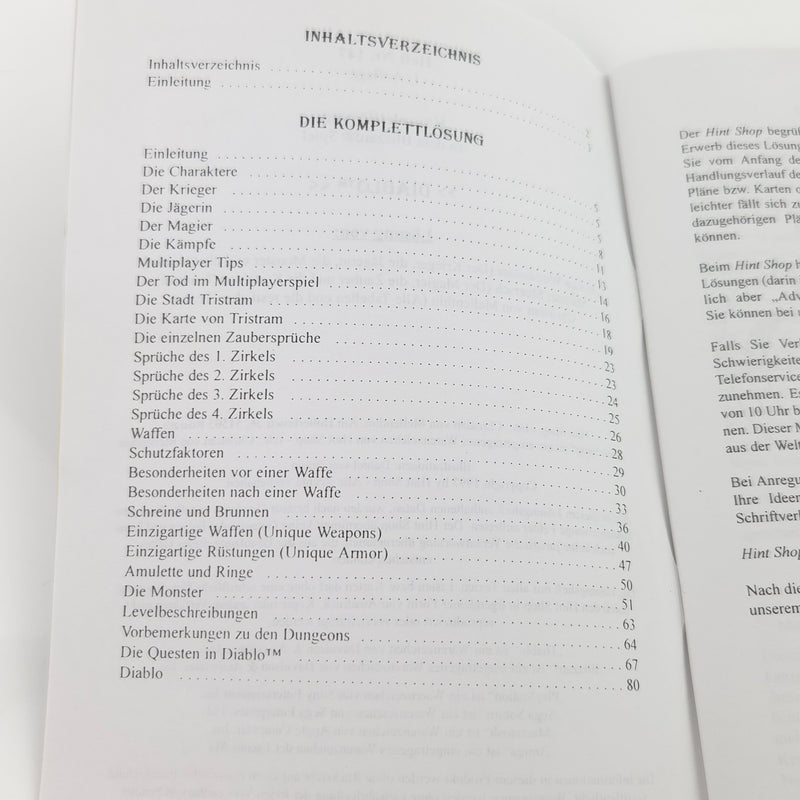 INHALTSVERZEICHNIS
Inhaltsverzeichnis 2
Einleitung
DIE KOMPLETTLÖSUNG
Einleitung 5
Die Charaktere 5
Der Krieger 5
Die Jägerin 8
Der Magier 11
Die Kämpfe 13
Multiplayer Tips 14
Der Tod im Multiplayerspiel 16
Die Stadt Tristram 18
Die Karte von Tristram 19
Die einzelnen Zaubersprüche 23
Sprüche des 1. Zirkels 23
Sprüche des 2. Zirkels 24
Sprüche des 3. Zirkels 25
Sprüche des 4. Zirkels 26
Waffen 28
Schutzfaktoren 29
Besonderheiten vor einer Waffe 30
Besonderheiten nach einer Waffe 33
Schreine und Brunnen 36
Einzigartige Waffen (Unique Weapons) 40
Einzigartige Rüstungen (Unique Armor) 47
Amulette und Ringe 50
Die Monster 51
Levelbeschreibungen 63
Vorbemerkungen zu den Dungeons 64
Die Questen in Diablo™ 67
Diablo 80
Der Hint Shop begrüß
Erwerb dieses Lösung
Sie vom Anfang de
Handlungsverlauf de
Pläne bzw. Karten
leichter fällt sich zu
dazugehörigen Plä
können.
Beim Hint Shop
Lösungen (darin
lich aber „Adv
Sie können bei
Falls Sie Ver
Schwierigkeite
Telefonservice
zunehmen. Es
von 10 Uhr b
nen. Dieser
aus der Welt
Bei Anregu
Ihre Ideen
Schriftverl
Hint Shop
Nach die
unserem